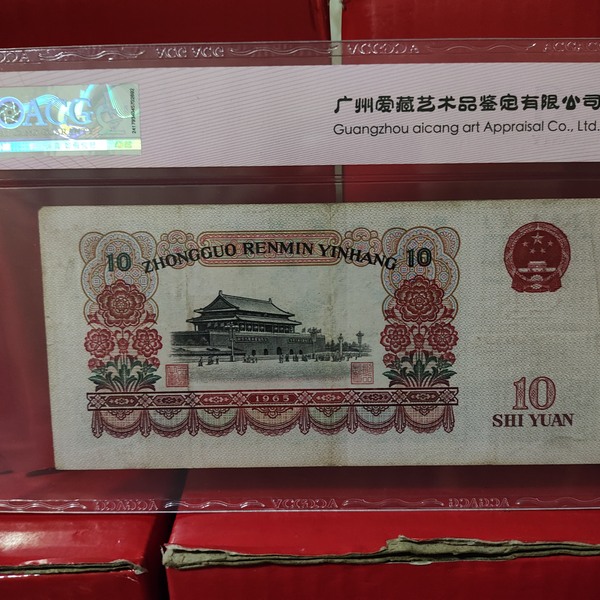 ACG
广州爱藏艺术品鉴定有限公司
Guangzhou aicang art Appraisal Co., Ltd.
10
ZHONGGUO RENMIN YINHANG
10
1965
10
SHI YUAN